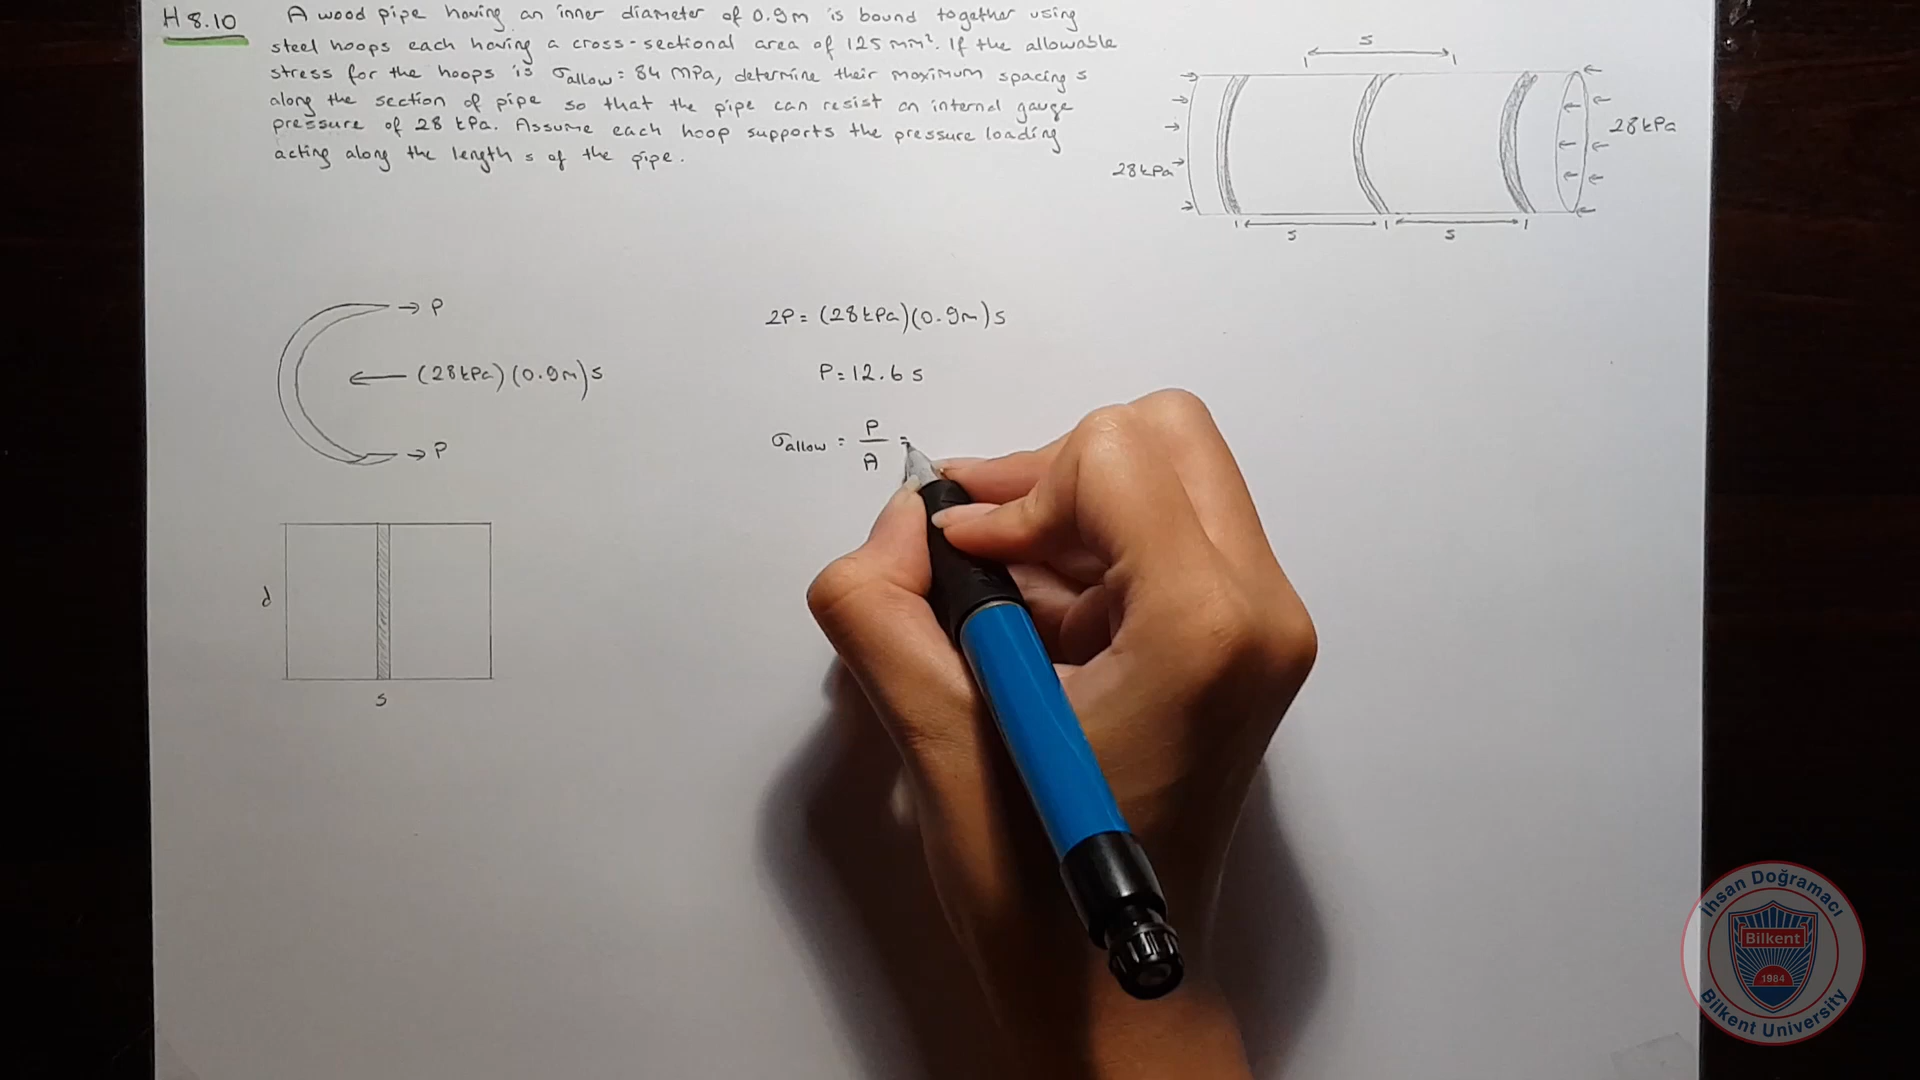 H 8.10
A wood pipe having an inner diameter of 0.9m is bound together using
steel hoops each having a cross-sectional area of 125 mm². If the allowable
stress for the hoops is σallow = 84 MPa, determine their maximum spacing s
along the section of pipe so that the pipe can resist an internal gauge
pressure of 28 kPa. Assume each hoop supports the pressure loading
acting along the length s of the pipe.
s
28kPa
28kPa
s
s
P
(28kPa)(0.9m)s
P
d
s
2P = (28kPa)(0.9m)s
P = 12.6 s
σallow = P/A =
İhsan Doğramacı
Bilkent
1984
Bilkent University